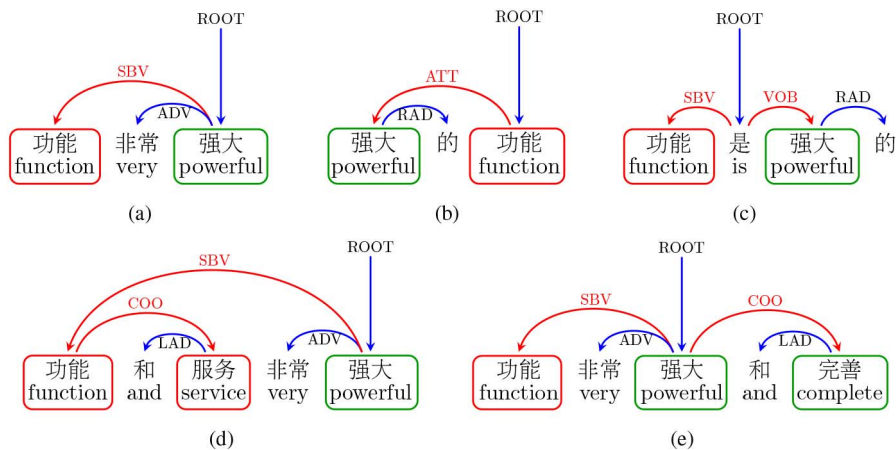 ROOT
SBV
ADV
功能 非常 强大
function very powerful
(a)
ROOT
ATT
RAD
强大 的 功能
powerful function
(b)
ROOT
SBV VOB RAD
功能 是 强大 的
function is powerful
(c)
ROOT
SBV
COO
LAD ADV
功能 和 服务 非常 强大
function and service very powerful
(d)
ROOT
SBV COO
ADV LAD
功能 非常 强大 和 完善
function very powerful and complete
(e)